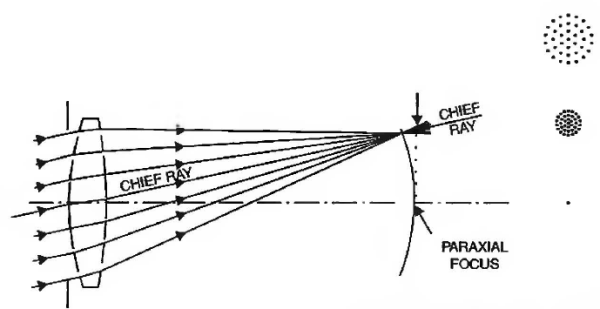 CHIEF
RAY
CHIEF RAY
PARAXIAL
FOCUS